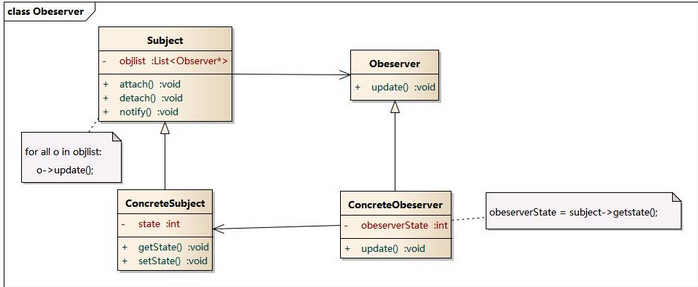 class Obeserver
Subject
- objlist :List<Observer*>
+ attach() :void
+ detach() :void
+ notify() :void
Obeserver
+ update() :void
for all o in objlist:
o->update();
ConcreteSubject
- state :int
+ getState() :void
+ setState() :void
ConcreteObeserver
- obeserverState :int
+ update() :void
obeserverState = subject->getstate();